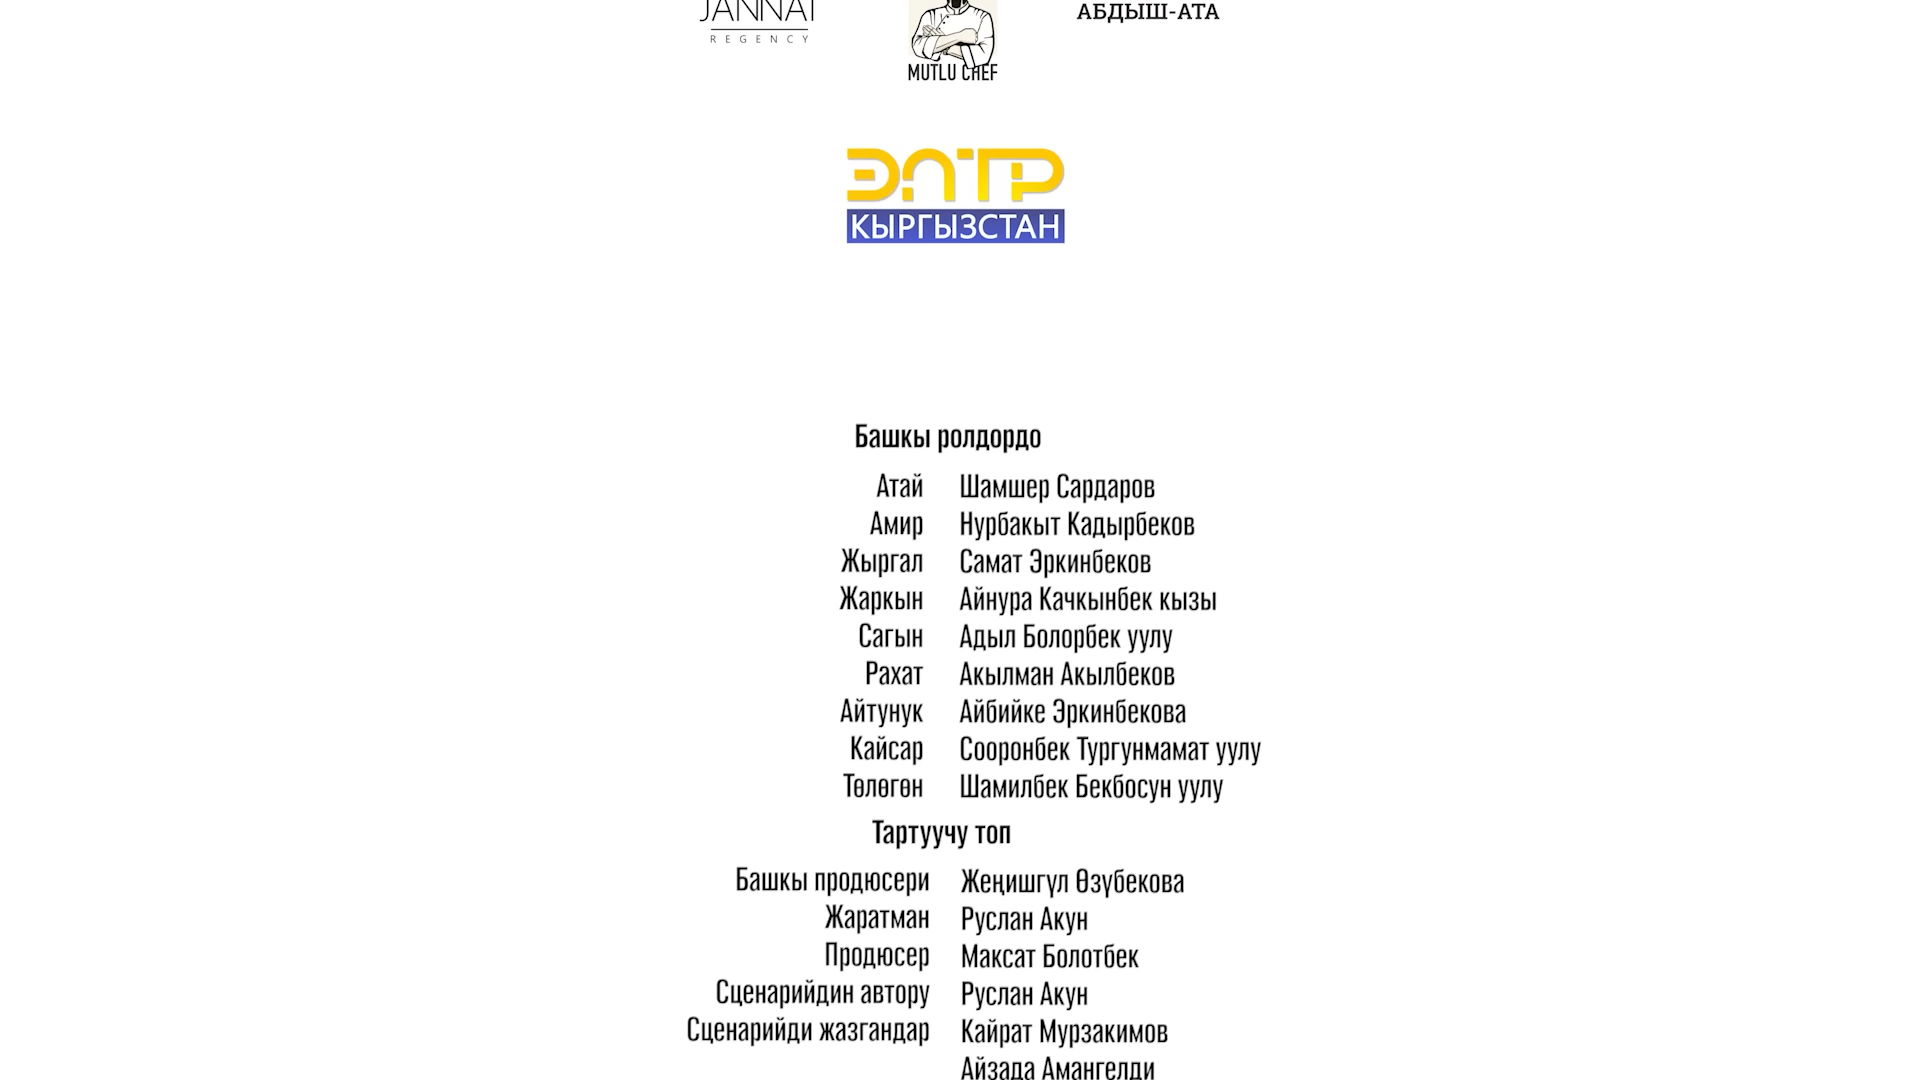 JANNAT
REGENCY
MUTLU CHEF
АБДЫШ-АТА
ЭЛТР
КЫРГЫЗСТАН
Башкы ролдордо
Атай Шамшер Сардаров
Амир Нурбакыт Кадырбеков
Жыргал Самат Эркинбеков
Жаркын Айнура Качкынбек кызы
Сагын Адыл Болорбек уулу
Рахат Акылман Акылбеков
Айтунук Айбийке Эркинбекова
Кайсар Сооронбек Тургунмамат уулу
Төлөгөн Шамилбек Бекбосун уулу
Тартуучу топ
Башкы продюсери Жеңишгүл Өзүбекова
Жаратман Руслан Акун
Продюсер Максат Болотбек
Сценарийдин автору Руслан Акун
Сценарийди жазгандар Кайрат Мурзакимов
Айзада Амангелди